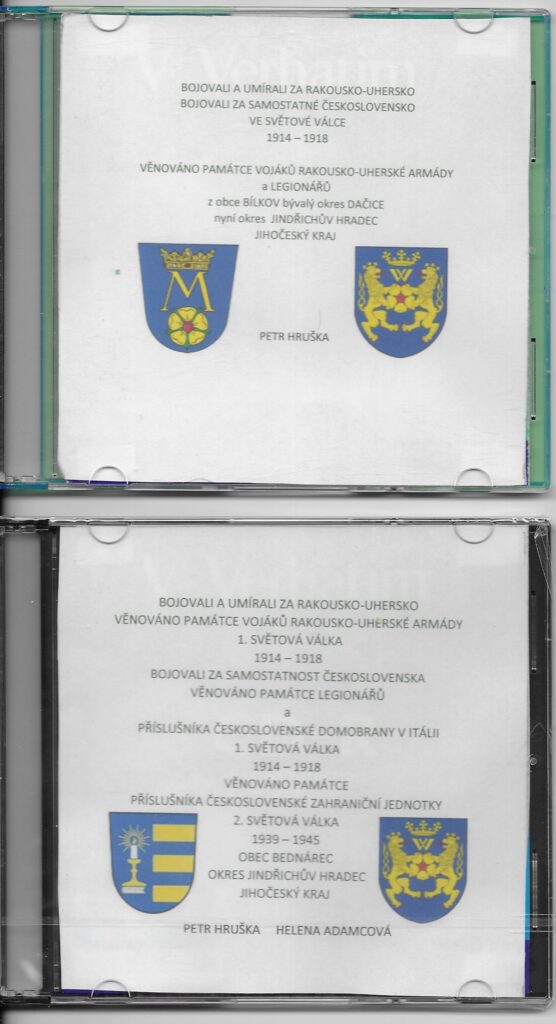 Verbatim
BOJOVALI A UMÍRALI ZA RAKOUSKO-UHERSKO
BOJOVALI ZA SAMOSTATNÉ ČESKOSLOVENSKO
VE SVĚTOVÉ VÁLCE
1914 – 1918
VĚNOVÁNO PAMÁTCE VOJÁKŮ RAKOUSKO-UHERSKÉ ARMÁDY
a LEGIONÁŘŮ
z obce BÍLKOV bývalý okres DAČICE
nyní okres JINDŘICHŮV HRADEC
JIHOČESKÝ KRAJ
M
W
PETR HRUŠKA
Verbatim
BOJOVALI A UMÍRALI ZA RAKOUSKO-UHERSKO
VĚNOVÁNO PAMÁTCE VOJÁKŮ RAKOUSKO-UHERSKÉ ARMÁDY
1. SVĚTOVÁ VÁLKA
1914 – 1918
BOJOVALI ZA SAMOSTATNOST ČESKOSLOVENSKA
VĚNOVÁNO PAMÁTCE LEGIONÁŘŮ
a
PŘÍSLUŠNÍKA ČESKOSLOVENSKÉ DOMOBRANY V ITÁLII
1. SVĚTOVÁ VÁLKA
1914 – 1918
VĚNOVÁNO PAMÁTCE
PŘÍSLUŠNÍKA ČESKOSLOVENSKÉ ZAHRANIČNÍ JEDNOTKY
2. SVĚTOVÁ VÁLKA
1939 – 1945
OBEC BEDNÁREC
OKRES JINDŘICHŮV HRADEC
JIHOČESKÝ KRAJ
W
PETR HRUŠKA HELENA ADAMCOVÁ